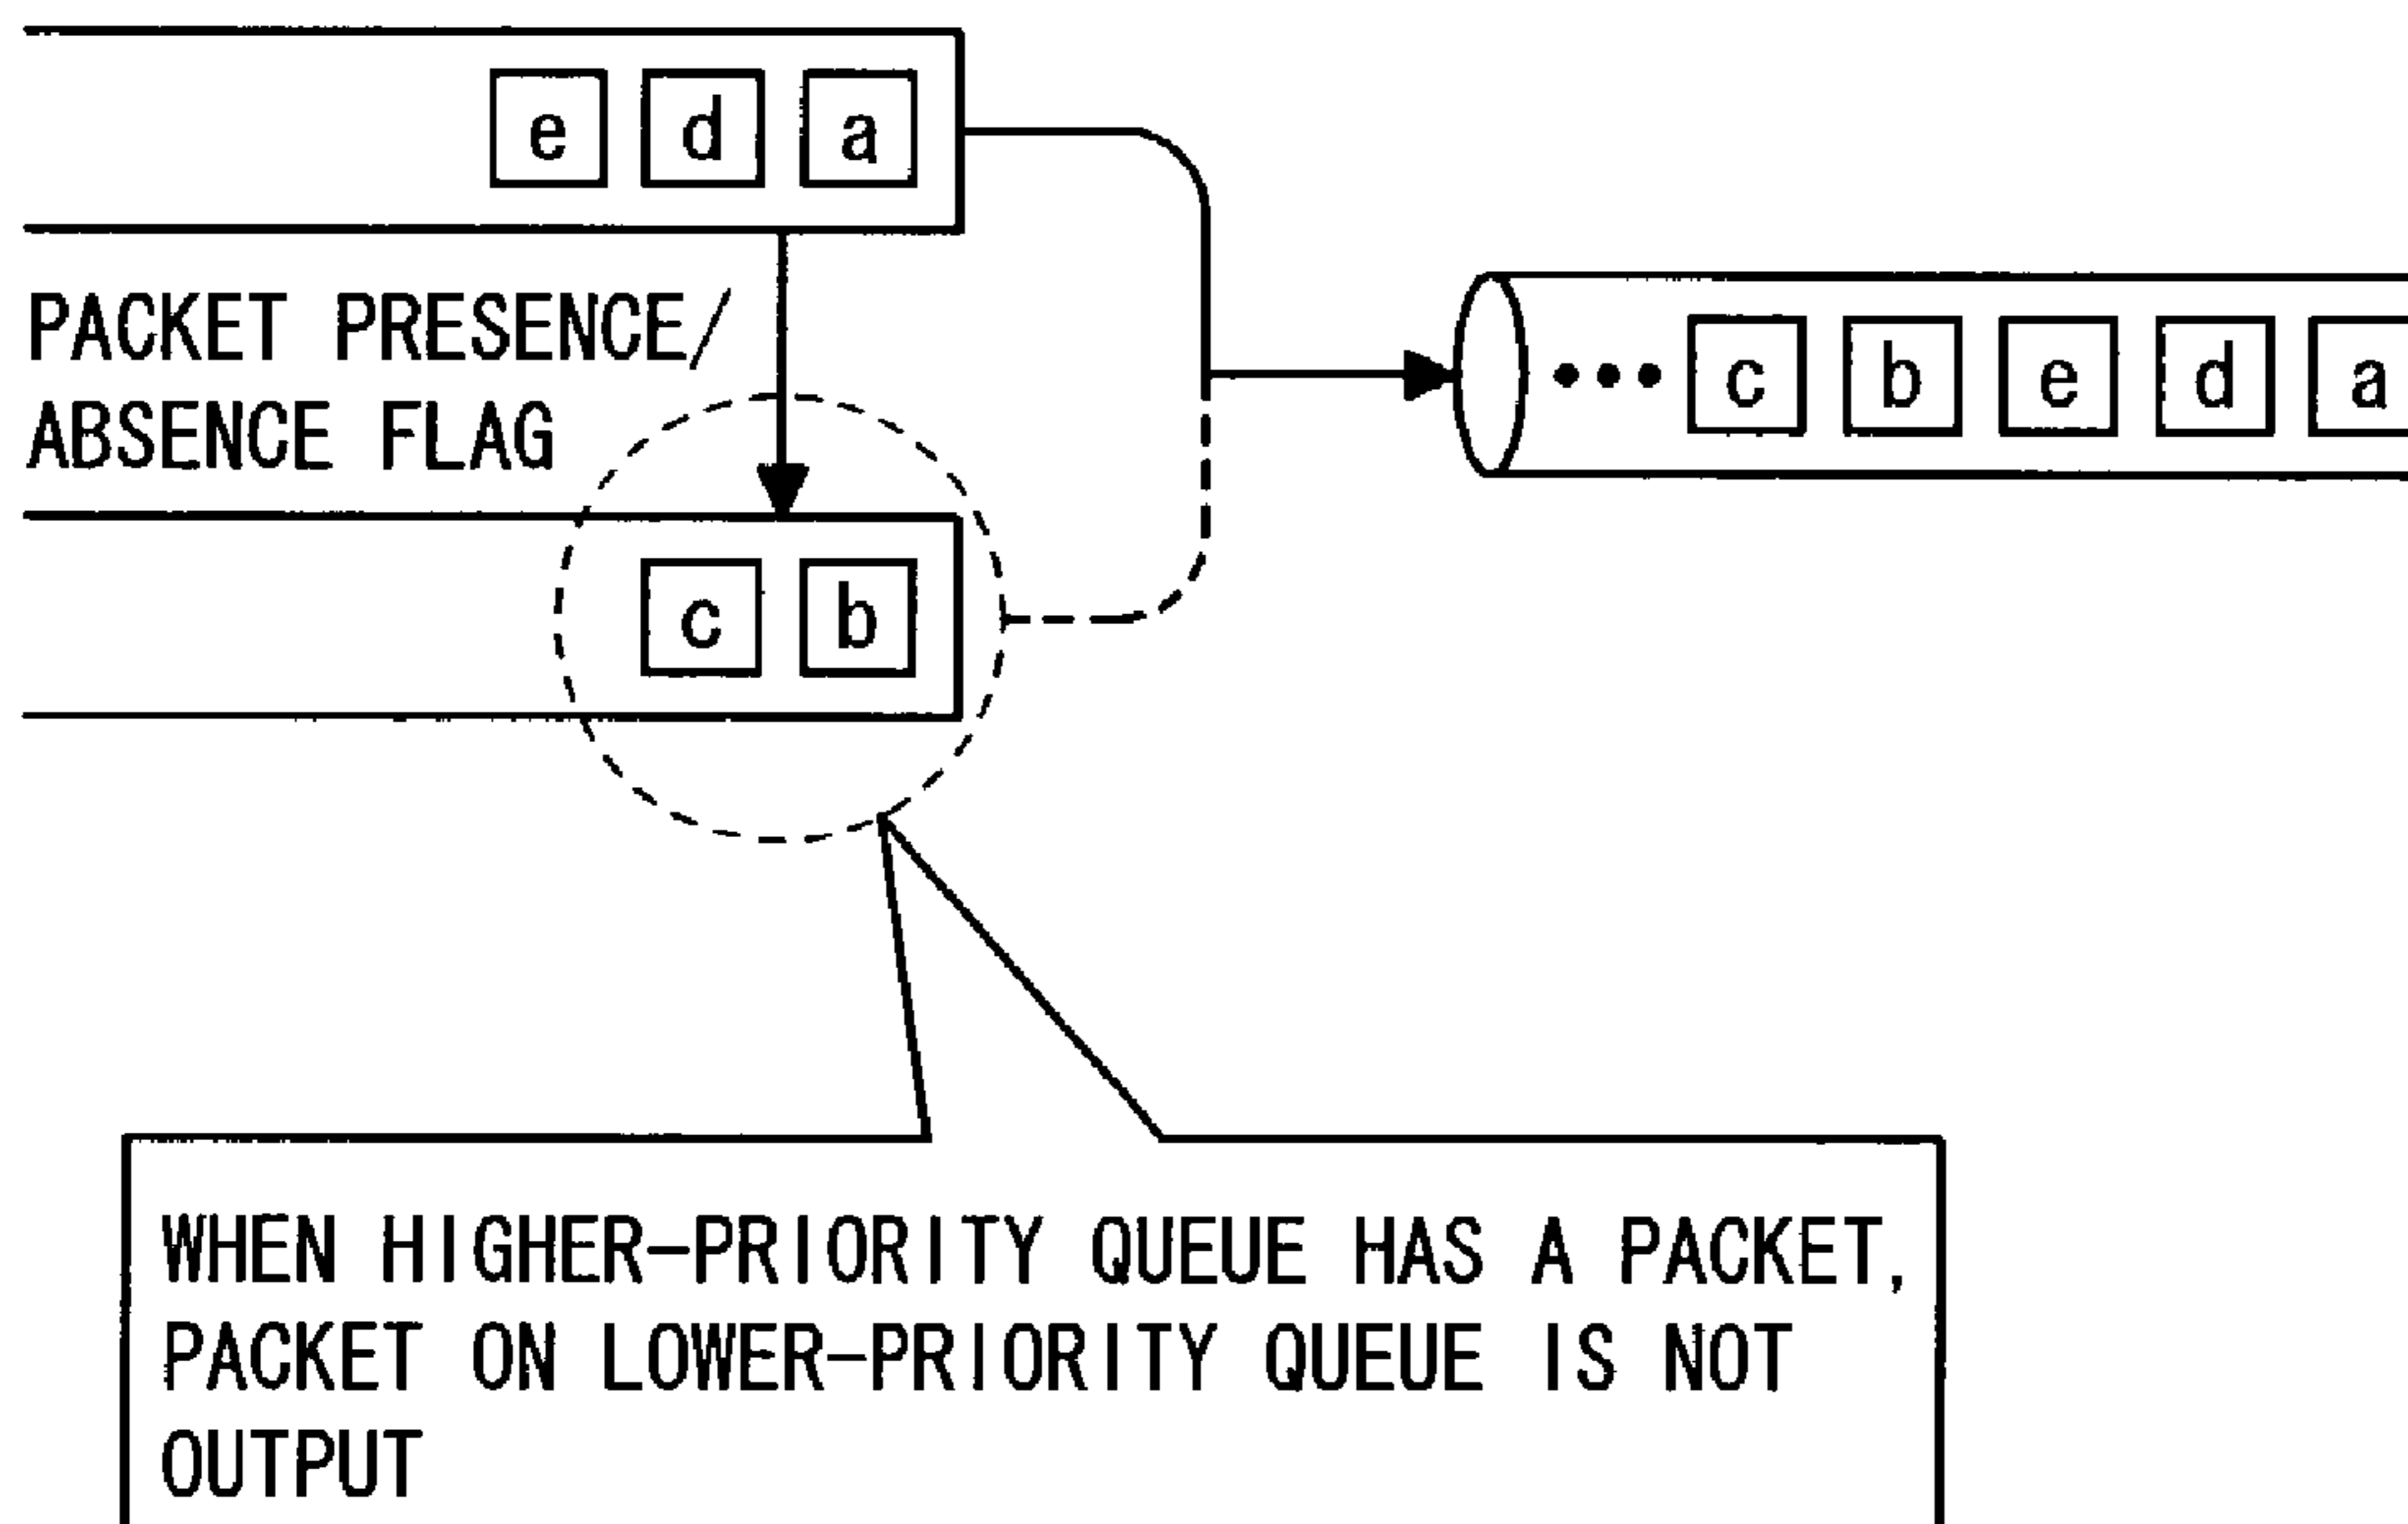 e d a
PACKET PRESENCE/
ABSENCE FLAG
•••c b e d a
c b
WHEN HIGHER-PRIORITY QUEUE HAS A PACKET,
PACKET ON LOWER-PRIORITY QUEUE IS NOT
OUTPUT